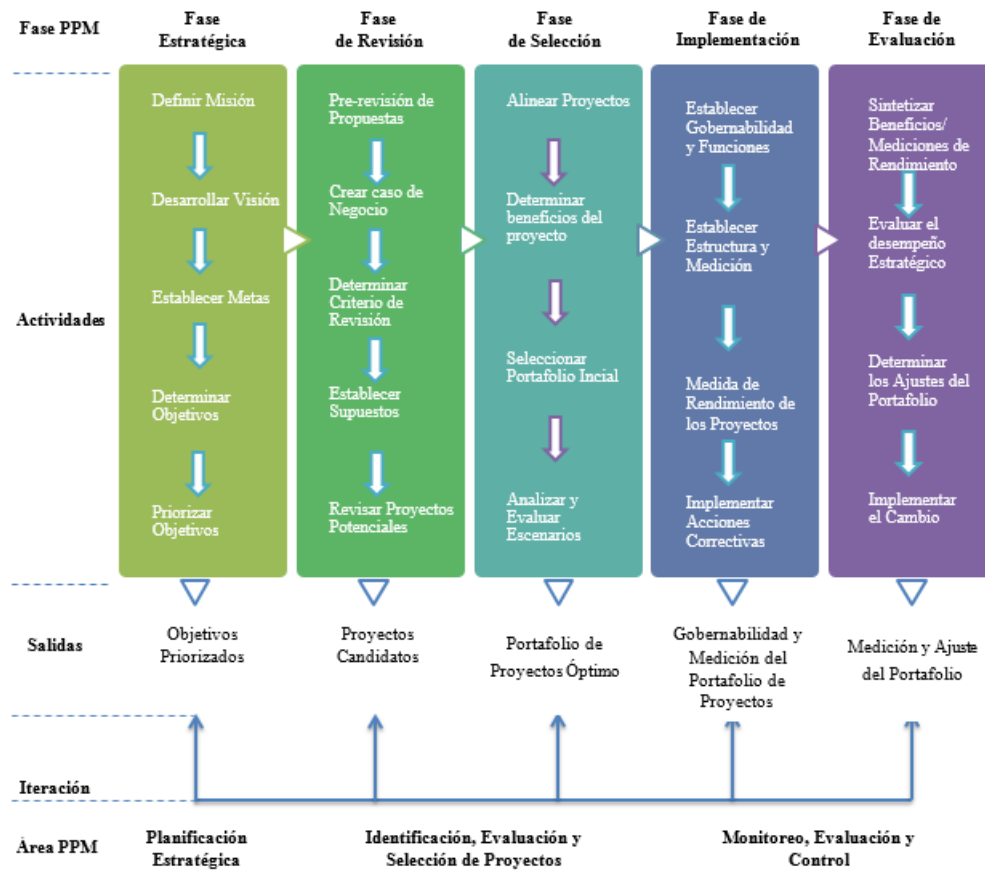 Fase PPM
Fase
Estratégica
Fase
de Revisión
Fase
de Selección
Fase de
Implementación
Fase de
Evaluación
Actividades
Definir Misión
Desarrollar Visión
Establecer Metas
Determinar
Objetivos
Priorizar
Objetivos
Pre-revisión de
Propuestas
Crear caso de
Negocio
Determinar
Criterio de
Revisión
Establecer
Supuestos
Revisar Proyectos
Potenciales
Alinear Proyectos
Determinar
beneficios del
proyecto
Seleccionar
Portafolio Incial
Analizar y
Evaluar
Escenarios
Establecer
Gobernabilidad
y Funciones
Establecer
Estructura y
Medición
Medida de
Rendimiento de
los Proyectos
Implementar
Acciones
Correctivas
Sintetizar
Beneficios/
Mediciones de
Rendimiento
Evaluar el
desempeño
Estratégico
Determinar
los Ajustes del
Portafolio
Implementar
el Cambio
Salidas
Objetivos
Priorizados
Proyectos
Candidatos
Portafolio de
Proyectos Óptimo
Gobernabilidad y
Medición del
Portafolio de
Proyectos
Medición y Ajuste
del Portafolio
Iteración
Área PPM
Planificación
Estratégica
Identificación, Evaluación y
Selección de Proyectos
Monitoreo, Evaluación y
Control